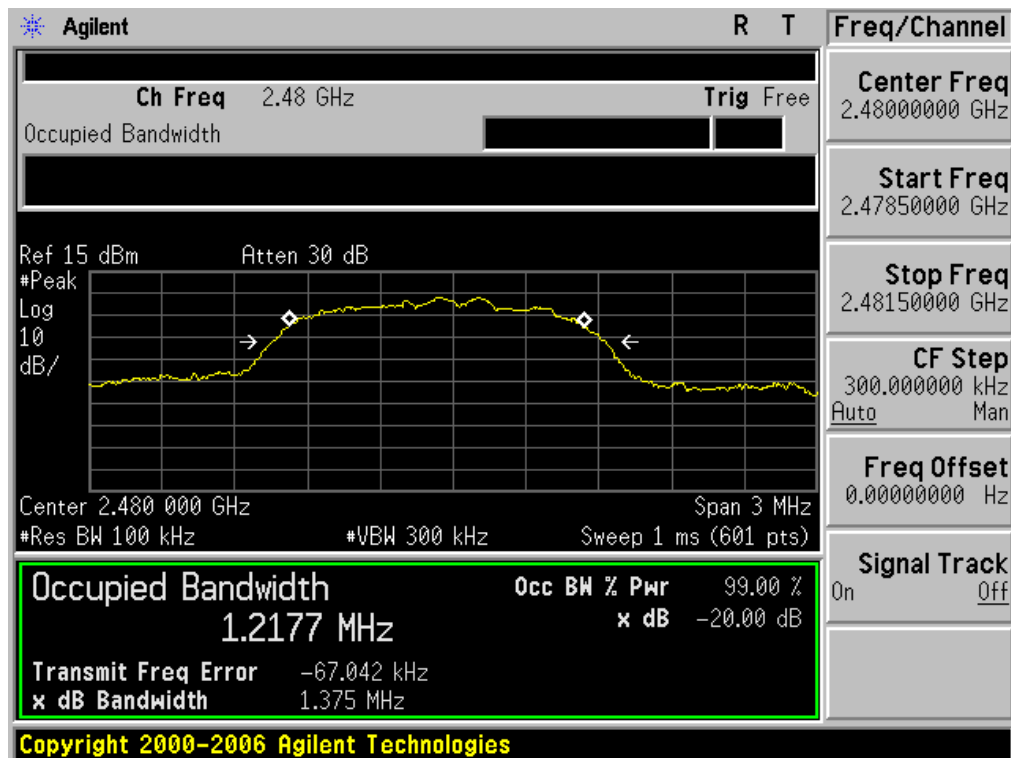 Agilent R T
Ch Freq 2.48 GHz Trig Free
Occupied Bandwidth
Ref 15 dBm Atten 30 dB
#Peak
Log
10
dB/
Center 2.480 000 GHz Span 3 MHz
#Res BW 100 kHz #VBW 300 kHz Sweep 1 ms (601 pts)
Occupied Bandwidth Occ BW % Pwr 99.00 %
1.2177 MHz x dB -20.00 dB
Transmit Freq Error -67.042 kHz
x dB Bandwidth 1.375 MHz
Copyright 2000-2006 Agilent Technologies
Freq/Channel
Center Freq
2.48000000 GHz
Start Freq
2.47850000 GHz
Stop Freq
2.48150000 GHz
CF Step
300.000000 kHz
Auto Man
Freq Offset
0.00000000 Hz
Signal Track
On Off